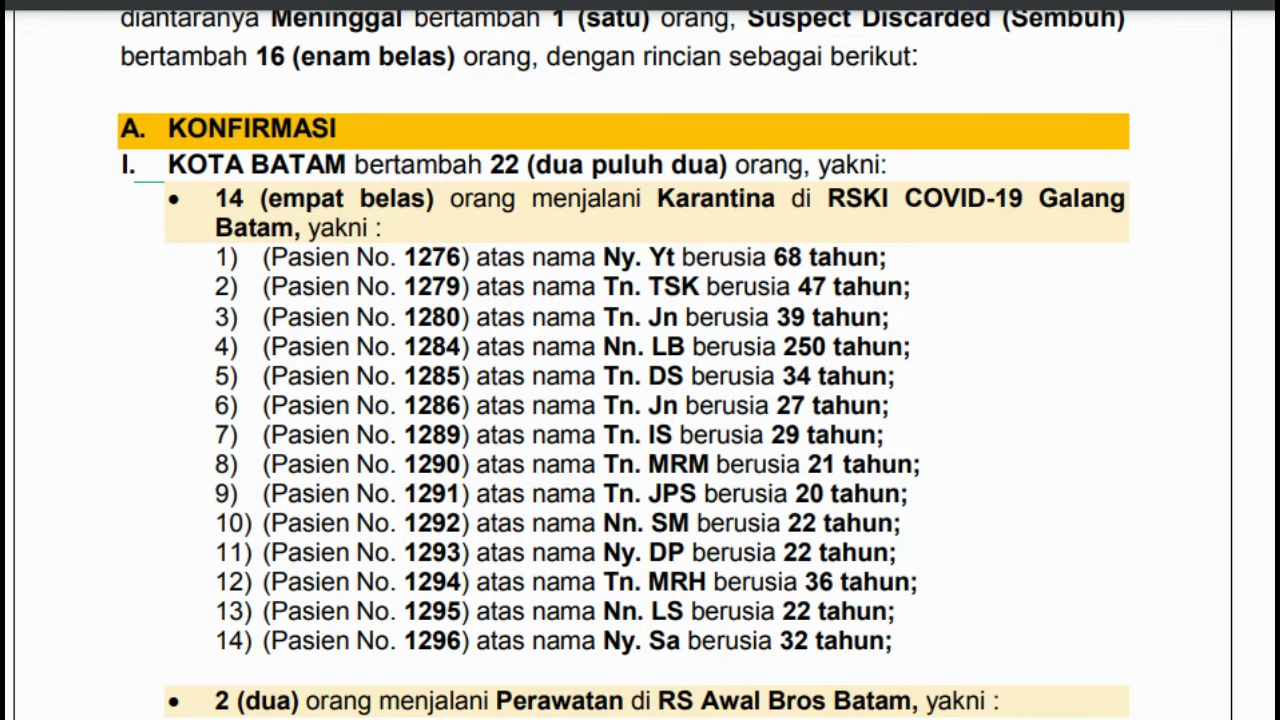 diantaranya Meninggal bertambah 1 (satu) orang, Suspect Discarded (Sembuh)
bertambah 16 (enam belas) orang, dengan rincian sebagai berikut:
A. KONFIRMASI
I. KOTA BATAM bertambah 22 (dua puluh dua) orang, yakni:
• 14 (empat belas) orang menjalani Karantina di RSKI COVID-19 Galang
Batam, yakni :
1) (Pasien No. 1276) atas nama Ny. Yt berusia 68 tahun;
2) (Pasien No. 1279) atas nama Tn. TSK berusia 47 tahun;
3) (Pasien No. 1280) atas nama Tn. Jn berusia 39 tahun;
4) (Pasien No. 1284) atas nama Nn. LB berusia 250 tahun;
5) (Pasien No. 1285) atas nama Tn. DS berusia 34 tahun;
6) (Pasien No. 1286) atas nama Tn. Jn berusia 27 tahun;
7) (Pasien No. 1289) atas nama Tn. IS berusia 29 tahun;
8) (Pasien No. 1290) atas nama Tn. MRM berusia 21 tahun;
9) (Pasien No. 1291) atas nama Tn. JPS berusia 20 tahun;
10) (Pasien No. 1292) atas nama Nn. SM berusia 22 tahun;
11) (Pasien No. 1293) atas nama Ny. DP berusia 22 tahun;
12) (Pasien No. 1294) atas nama Tn. MRH berusia 36 tahun;
13) (Pasien No. 1295) atas nama Nn. LS berusia 22 tahun;
14) (Pasien No. 1296) atas nama Ny. Sa berusia 32 tahun;
• 2 (dua) orang menjalani Perawatan di RS Awal Bros Batam, yakni :